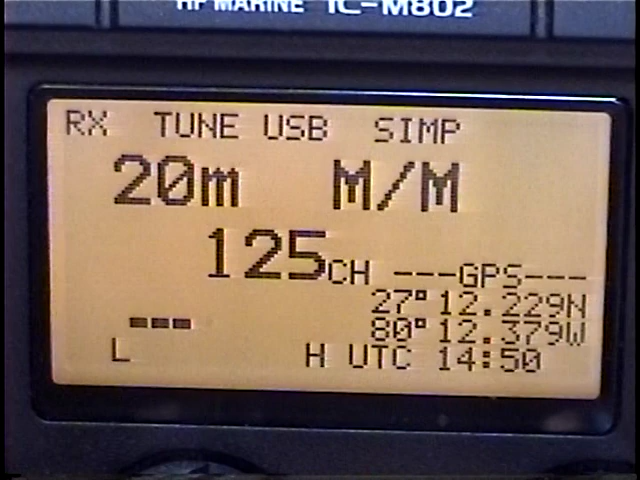 HF MARINE IC-M802
RX TUNE USB SIMP
20m M/M
125CH ---GPS---
27° 12.229N
80° 12.379W
L H UTC 14:50